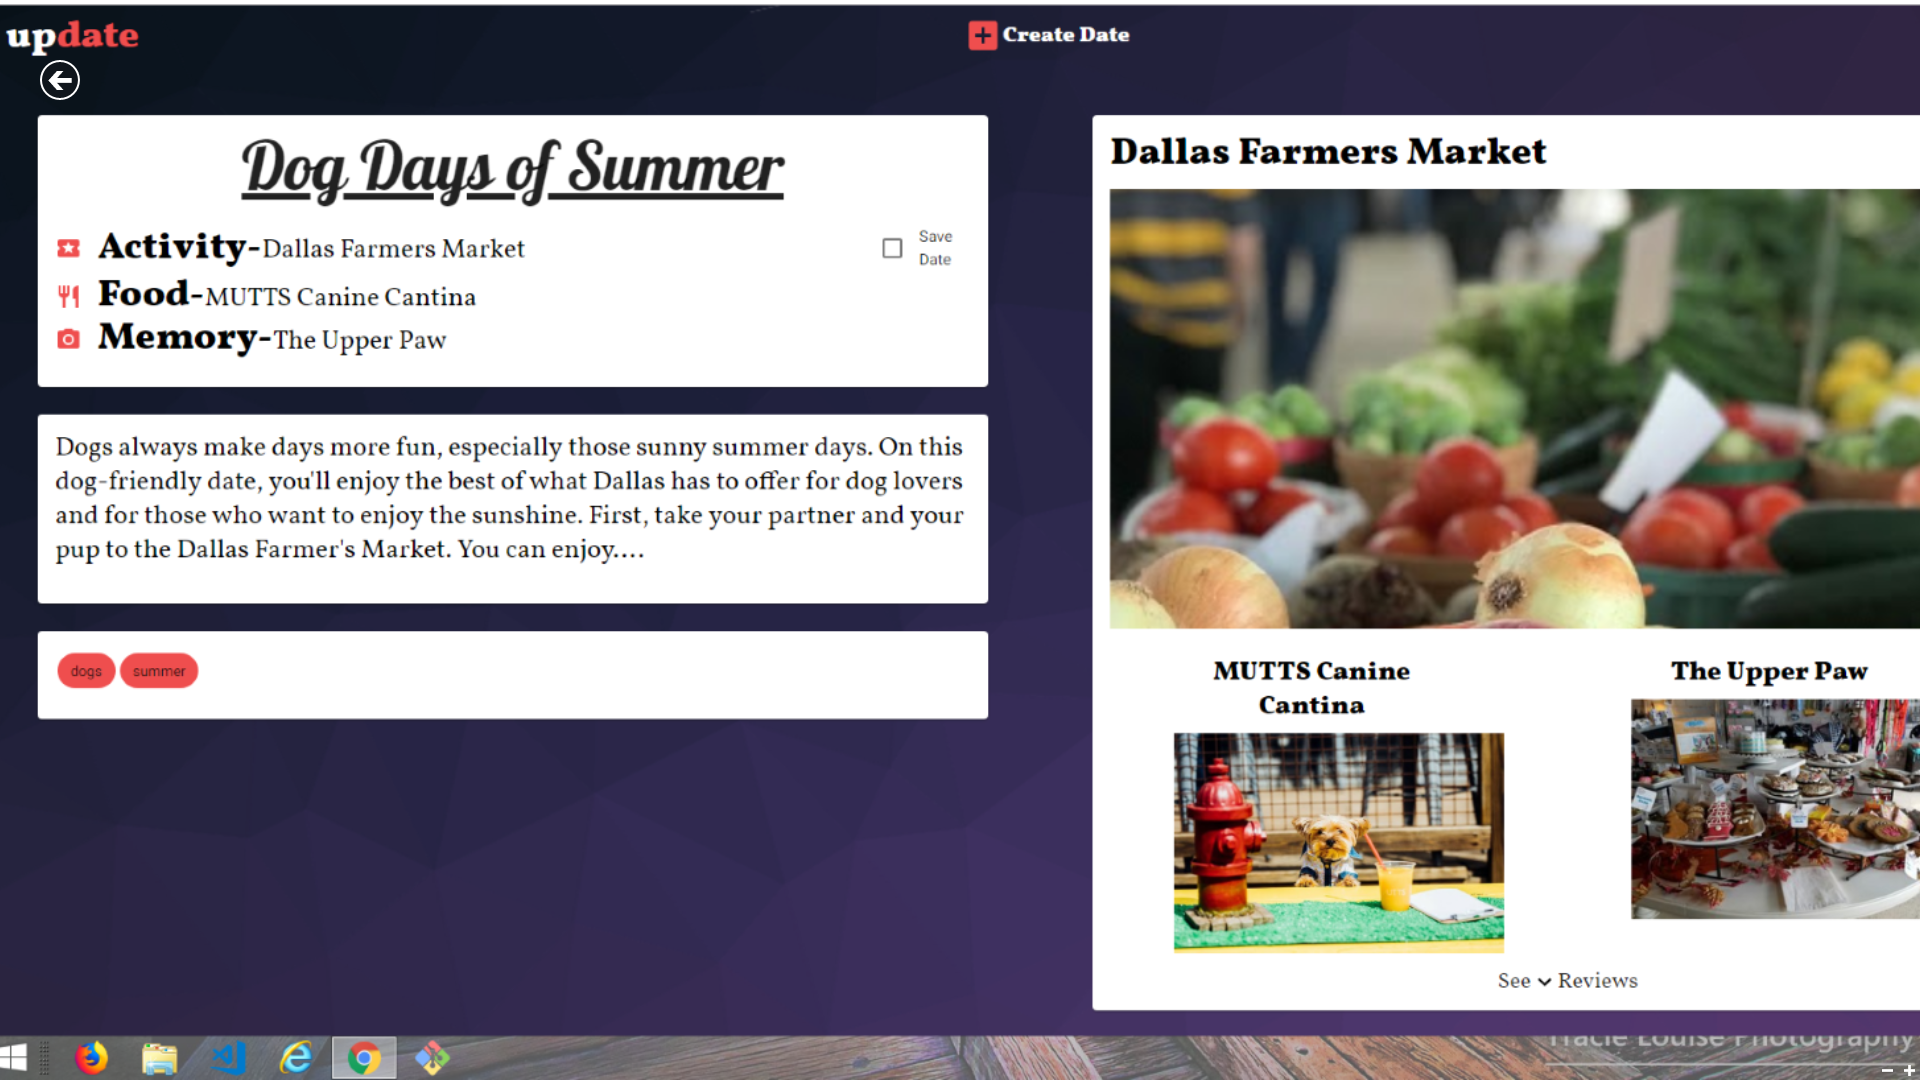 update
Create Date
Dog Days of Summer
Activity-Dallas Farmers Market
Save
Date
Food-MUTTS Canine Cantina
Memory-The Upper Paw
Dogs always make days more fun, especially those sunny summer days. On this
dog-friendly date, you'll enjoy the best of what Dallas has to offer for dog lovers
and for those who want to enjoy the sunshine. First, take your partner and your
pup to the Dallas Farmer's Market. You can enjoy....
dogs summer
Dallas Farmers Market
MUTTS Canine
Cantina
The Upper Paw
See Reviews
Tracie Louise Photography